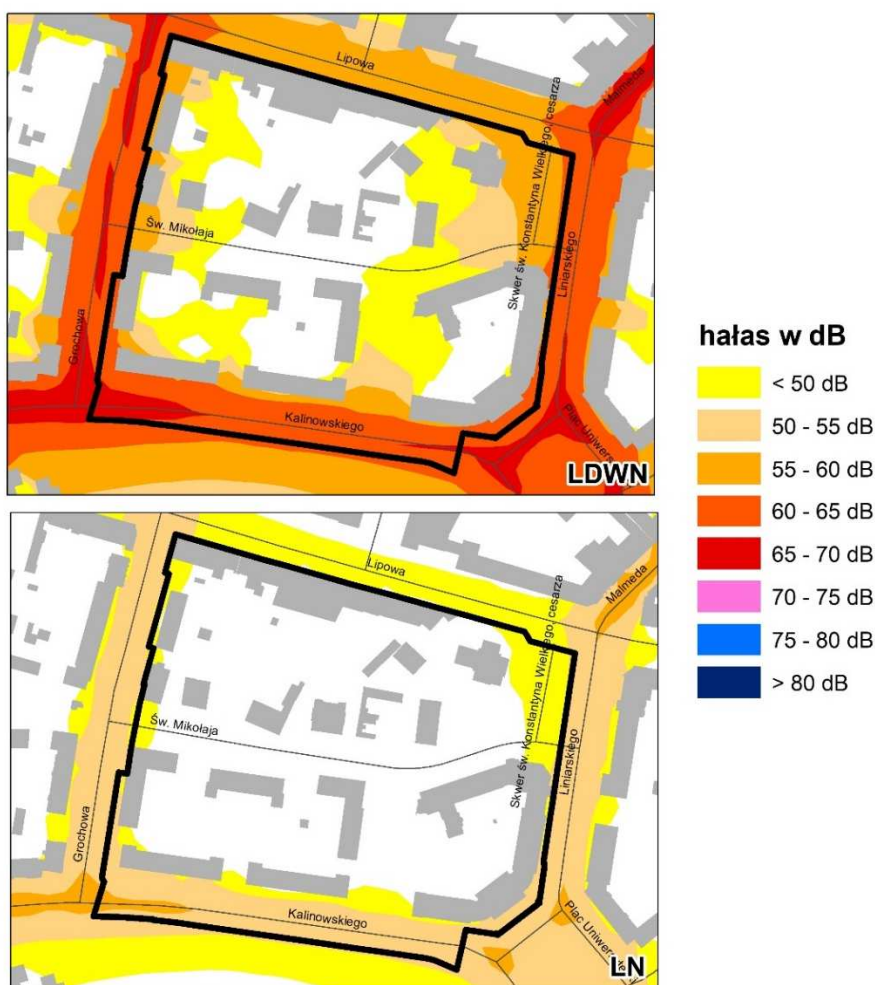 Lipowa
Malmeda
Skwer św. Konstantyna Wielkiego, cesarza
Św. Mikołaja
Liniarskiego
Grochowa
Kalinowskiego
Plac Uniwersytecki
LDWN
hałas w dB
< 50 dB
50 - 55 dB
55 - 60 dB
60 - 65 dB
65 - 70 dB
70 - 75 dB
75 - 80 dB
> 80 dB
Lipowa
Malmeda
Skwer św. Konstantyna Wielkiego, cesarza
Św. Mikołaja
Liniarskiego
Grochowa
Kalinowskiego
Plac
LN